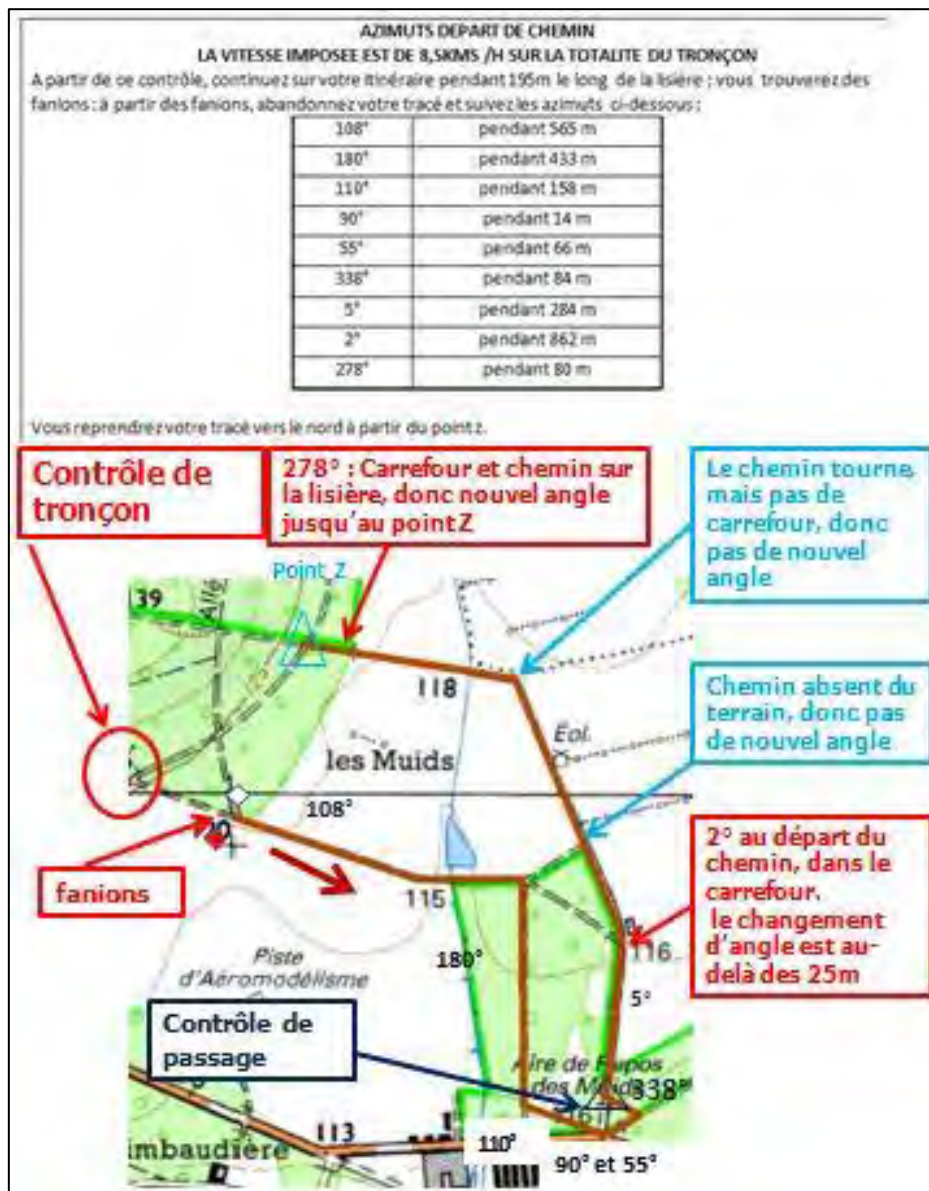 AZIMUTS DEPART DE CHEMIN
LA VITESSE IMPOSEE EST DE 8,5KMS /H SUR LA TOTALITE DU TRONÇON
A partir de ce contrôle, continuez sur votre itinéraire pendant 195m le long de la lisière ; vous trouverez des
fanions : à partir des fanions, abandonnez votre tracé et suivez les azimuts ci-dessous :
108° pendant 565 m
180° pendant 433 m
110° pendant 158 m
90° pendant 14 m
55° pendant 66 m
338° pendant 84 m
5° pendant 284 m
2° pendant 862 m
278° pendant 80 m
Vous reprendrez votre tracé vers le nord à partir du point z.
Contrôle de
tronçon
278° : Carrefour et chemin sur
la lisière, donc nouvel angle
jusqu'au point Z
Le chemin tourne,
mais pas de
carrefour, donc
pas de nouvel
angle
Point Z
39
118
Chemin absent du
terrain, donc pas
de nouvel angle
Éol.
les Muids
108°
2° au départ du
chemin, dans le
carrefour.
le changement
d'angle est au-
delà des 25m
fanions
115
116
180°
5°
Piste
d'Aéromodélisme
Contrôle de
passage
Aire de Repos
des Muids
338°
113
imbaudière
110°
90° et 55°